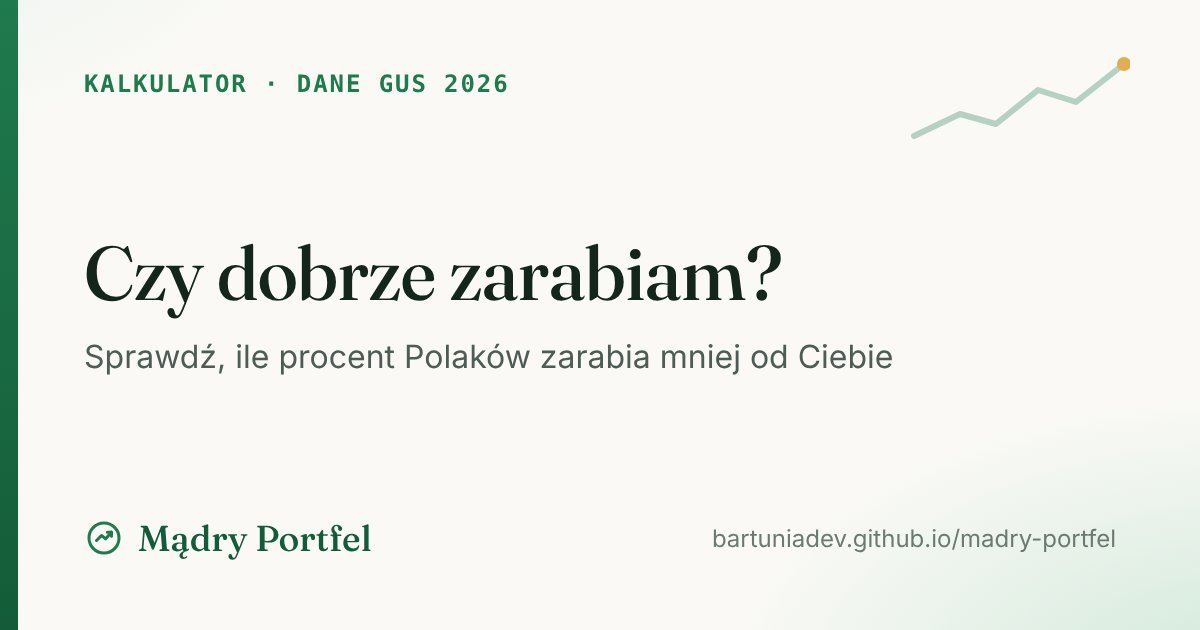 KALKULATOR · DANE GUS 2026
Czy dobrze zarabiam?
Sprawdź, ile procent Polaków zarabia mniej od Ciebie
Mądry Portfel
bartuniadev.github.io/madry-portfel